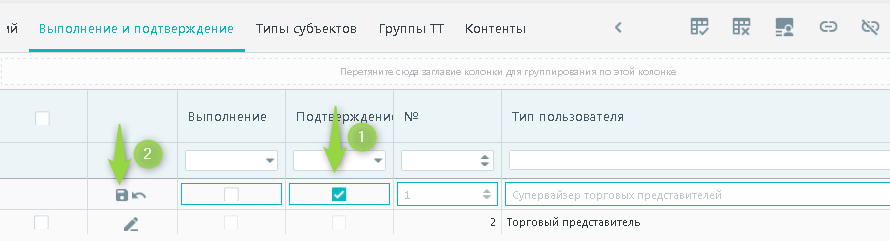 ий Выполнение и подтверждение Типы субъектов Группы ТТ Контенты
Перетяните сюда заглавие колонки для группирования по этой колонке
Выполнение Подтверждение № Тип пользователя
1
2
1 Супервайзер торговых представителей
2 Торговый представитель